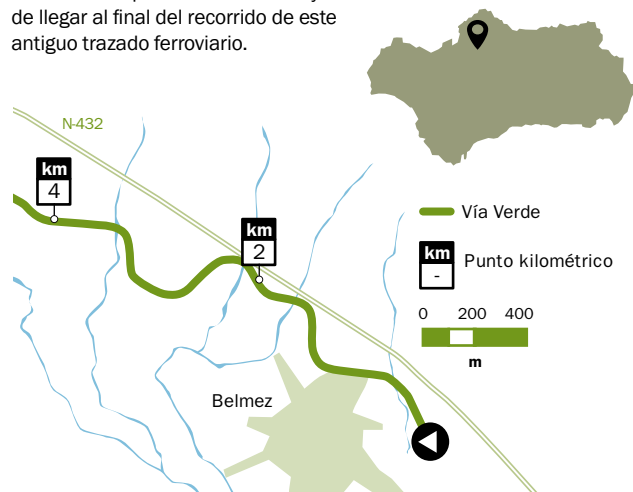 de llegar al final del recorrido de este
antiguo trazado ferroviario.
N-432
km
4
km
2
Belmez
Vía Verde
km
-
Punto kilométrico
0 200 400
m